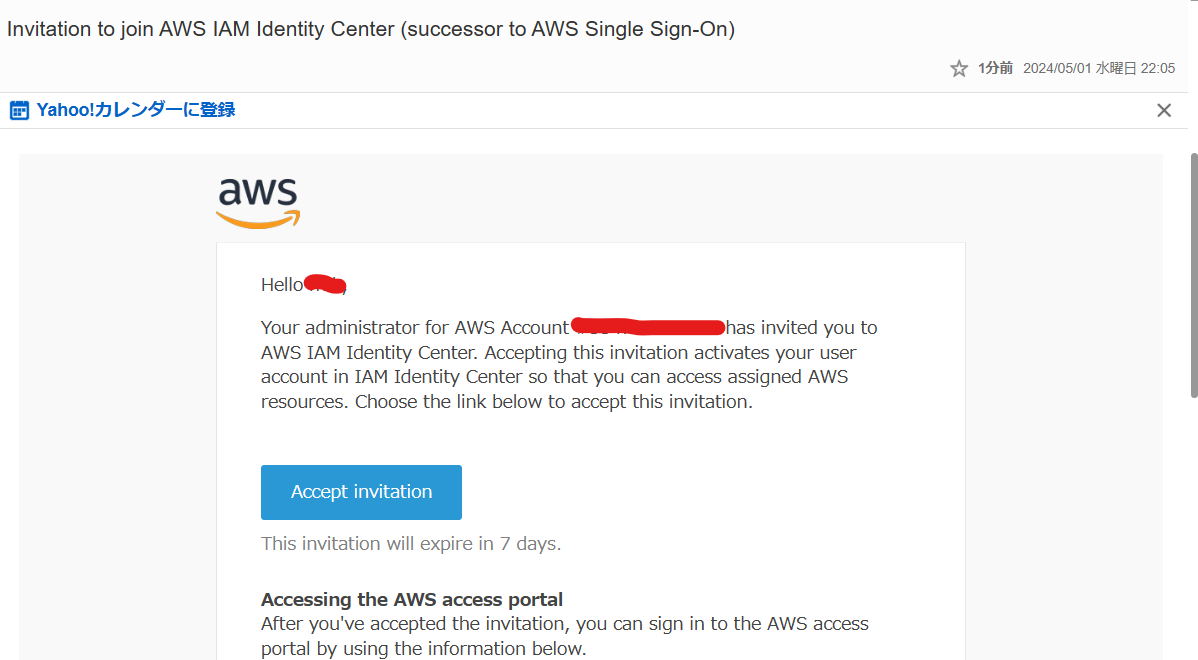 Invitation to join AWS IAM Identity Center (successor to AWS Single Sign-On)
1分前 2024/05/01 水曜日 22:05
Yahoo!カレンダーに登録
aws
Hello
Your administrator for AWS Account has invited you to
AWS IAM Identity Center. Accepting this invitation activates your user
account in IAM Identity Center so that you can access assigned AWS
resources. Choose the link below to accept this invitation.
Accept invitation
This invitation will expire in 7 days.
Accessing the AWS access portal
After you've accepted the invitation, you can sign in to the AWS access
portal by using the information below.